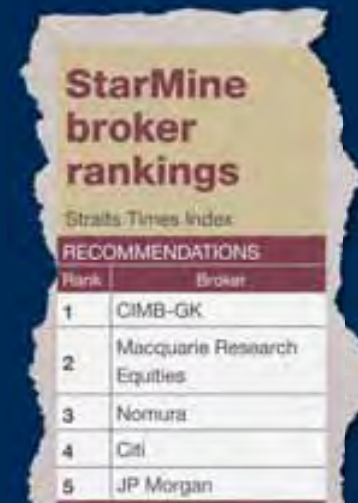 StarMine
broker
rankings
Straits Times Index
RECOMMENDATIONS
Rank Broker
1 CIMB-GK
2 Macquarie Research
Equities
3 Nomura
4 Citi
5 JP Morgan